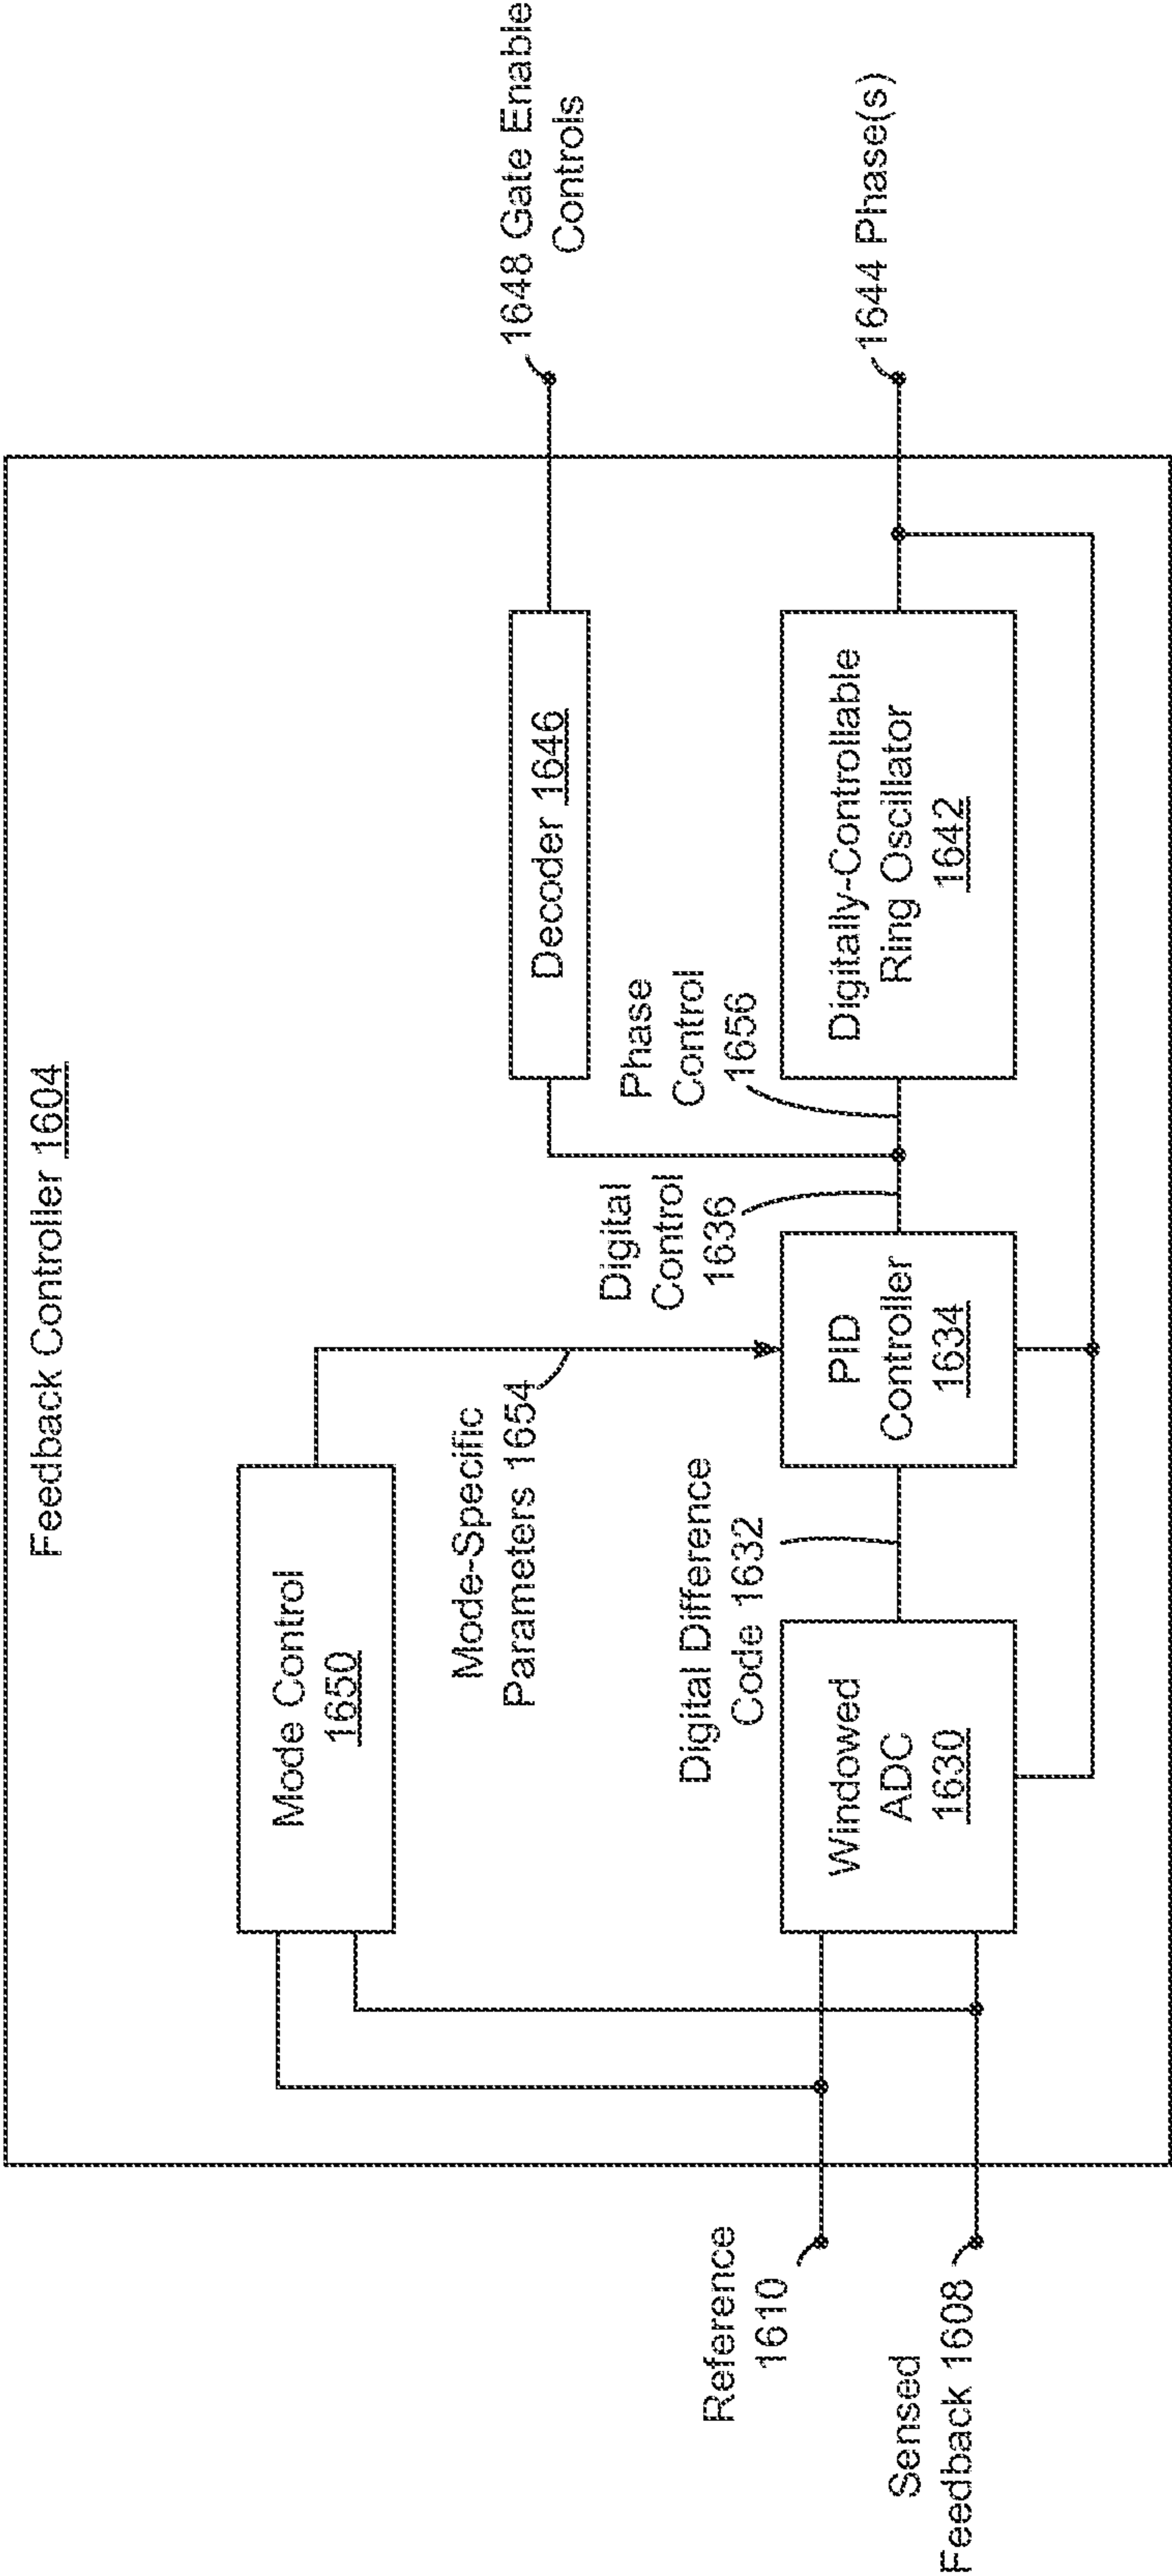 Feedback Controller 1604
Mode Control
1650
Mode-Specific
Parameters 1654
Decoder 1646
1648 Gate Enable
Controls
Reference
1610
Sensed
Feedback 1608
Windowed
ADC
1630
Digital Difference
Code 1632
PID
Controller
1634
Digital
Control
1636
Phase
Control
1656
Digitally-Controllable
Ring Oscillator
1642
1644 Phase(s)